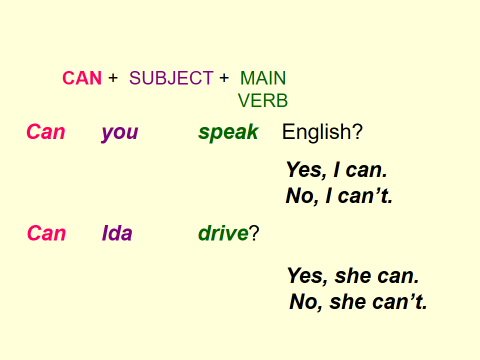 CAN + SUBJECT + MAIN
VERB
Can you speak English?
Yes, I can.
No, I can’t.
Can Ida drive?
Yes, she can.
No, she can’t.